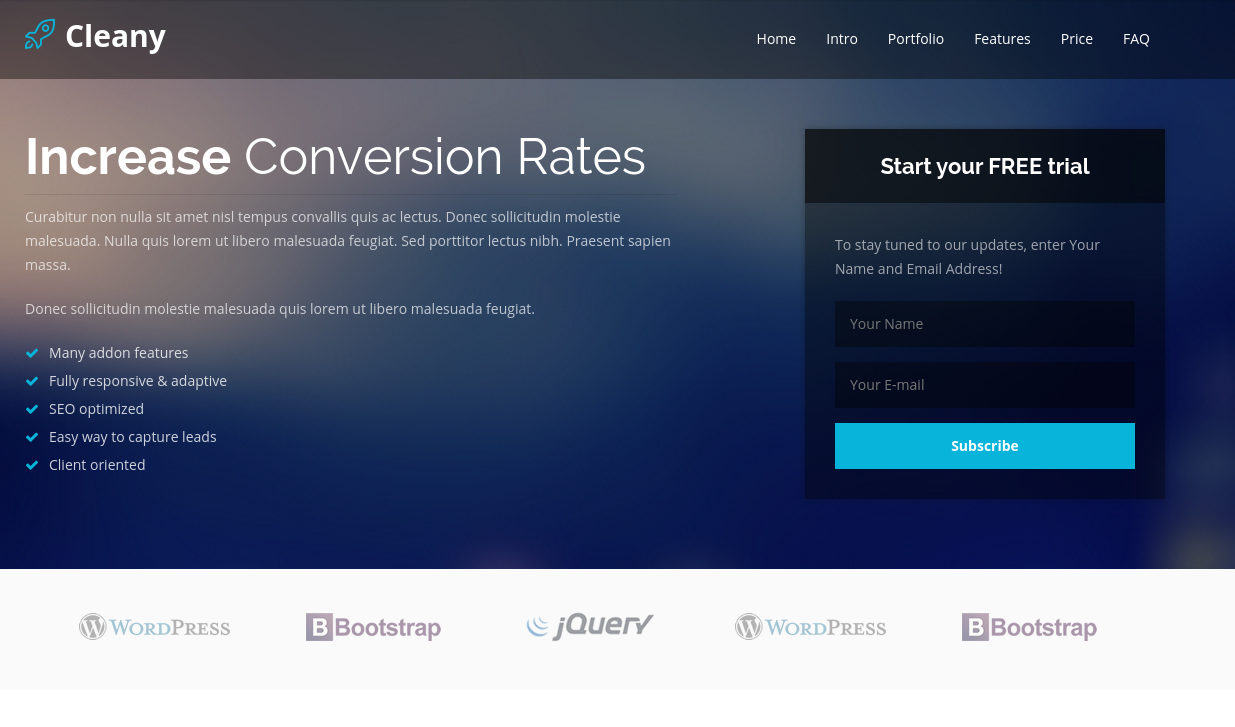 Cleany
Home Intro Portfolio Features Price FAQ
Increase Conversion Rates
Curabitur non nulla sit amet nisl tempus convallis quis ac lectus. Donec sollicitudin molestie
malesuada. Nulla quis lorem ut libero malesuada feugiat. Sed porttitor lectus nibh. Praesent sapien
massa.
Donec sollicitudin molestie malesuada quis lorem ut libero malesuada feugiat.
Many addon features
Fully responsive & adaptive
SEO optimized
Easy way to capture leads
Client oriented
Start your FREE trial
To stay tuned to our updates, enter Your
Name and Email Address!
Your Name
Your E-mail
Subscribe
W WORDPRESS B Bootstrap jQuery W WORDPRESS B Bootstrap